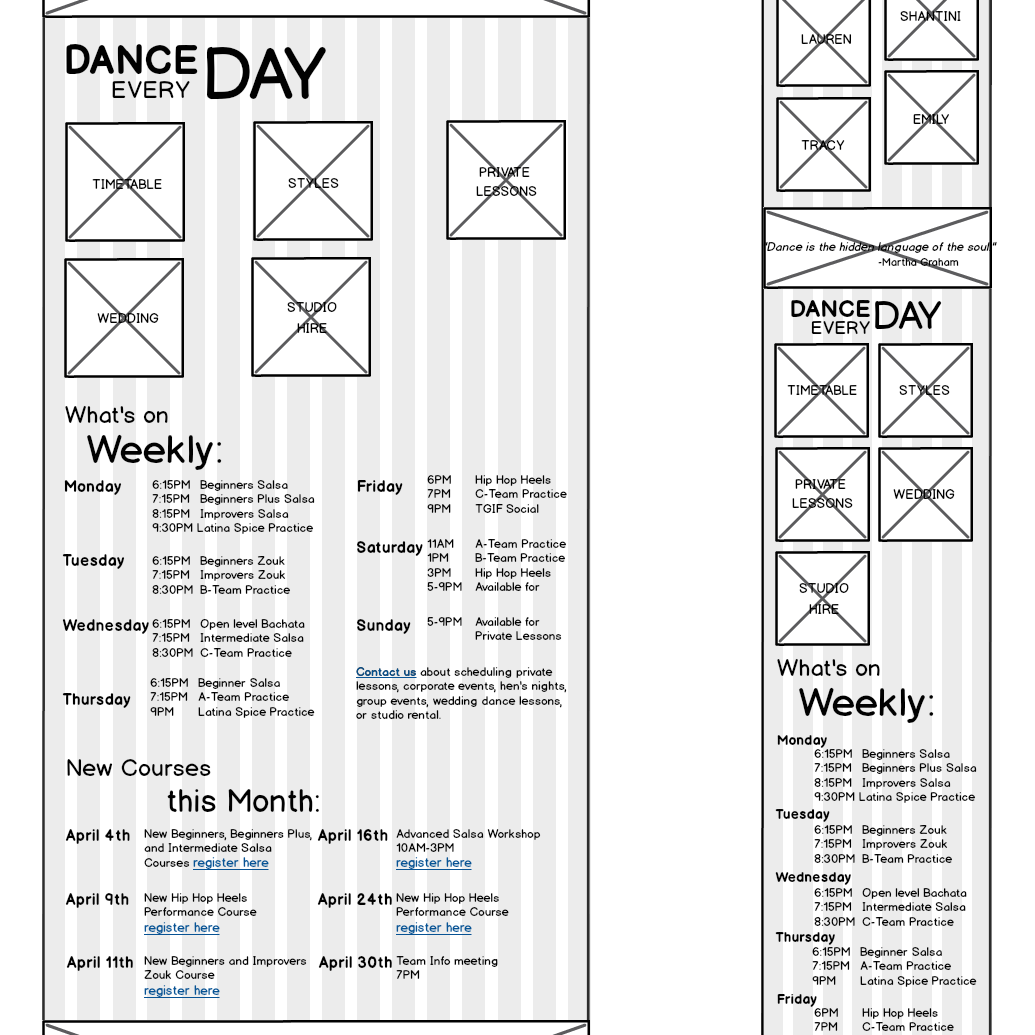 DANCE
EVERY DAY
TIMETABLE
STYLES
PRIVATE
LESSONS
WEDDING
STUDIO
HIRE
What's on
Weekly:
Monday
6:15PM Beginners Salsa
7:15PM Beginners Plus Salsa
8:15PM Improvers Salsa
9:30PM Latina Spice Practice
Tuesday
6:15PM Beginners Zouk
7:15PM Improvers Zouk
8:30PM B-Team Practice
Wednesday
6:15PM Open level Bachata
7:15PM Intermediate Salsa
8:30PM C-Team Practice
Thursday
6:15PM Beginner Salsa
7:15PM A-Team Practice
9PM Latina Spice Practice
Friday
6PM Hip Hop Heels
7PM C-Team Practice
9PM TGIF Social
Saturday
11AM A-Team Practice
1PM B-Team Practice
3PM Hip Hop Heels
5-9PM Available for
Sunday
5-9PM Available for
Private Lessons
Contact us about scheduling private
lessons, corporate events, hen's nights,
group events, wedding dance lessons,
or studio rental.
New Courses
this Month:
April 4th
New Beginners, Beginners Plus,
and Intermediate Salsa
Courses register here
April 9th
New Hip Hop Heels
Performance Course
register here
April 11th
New Beginners and Improvers
Zouk Course
register here
April 16th
Advanced Salsa Workshop
10AM-3PM
register here
April 24th
New Hip Hop Heels
Performance Course
register here
April 30th
Team Info meeting
7PM
LAUREN
SHANTINI
TRACY
EMILY
"Dance is the hidden language of the soul"
-Martha Graham
DANCE
EVERY DAY
TIMETABLE
STYLES
PRIVATE
LESSONS
WEDDING
STUDIO
HIRE
What's on
Weekly:
Monday
6:15PM Beginners Salsa
7:15PM Beginners Plus Salsa
8:15PM Improvers Salsa
9:30PM Latina Spice Practice
Tuesday
6:15PM Beginners Zouk
7:15PM Improvers Zouk
8:30PM B-Team Practice
Wednesday
6:15PM Open level Bachata
7:15PM Intermediate Salsa
8:30PM C-Team Practice
Thursday
6:15PM Beginner Salsa
7:15PM A-Team Practice
9PM Latina Spice Practice
Friday
6PM Hip Hop Heels
7PM C-Team Practice